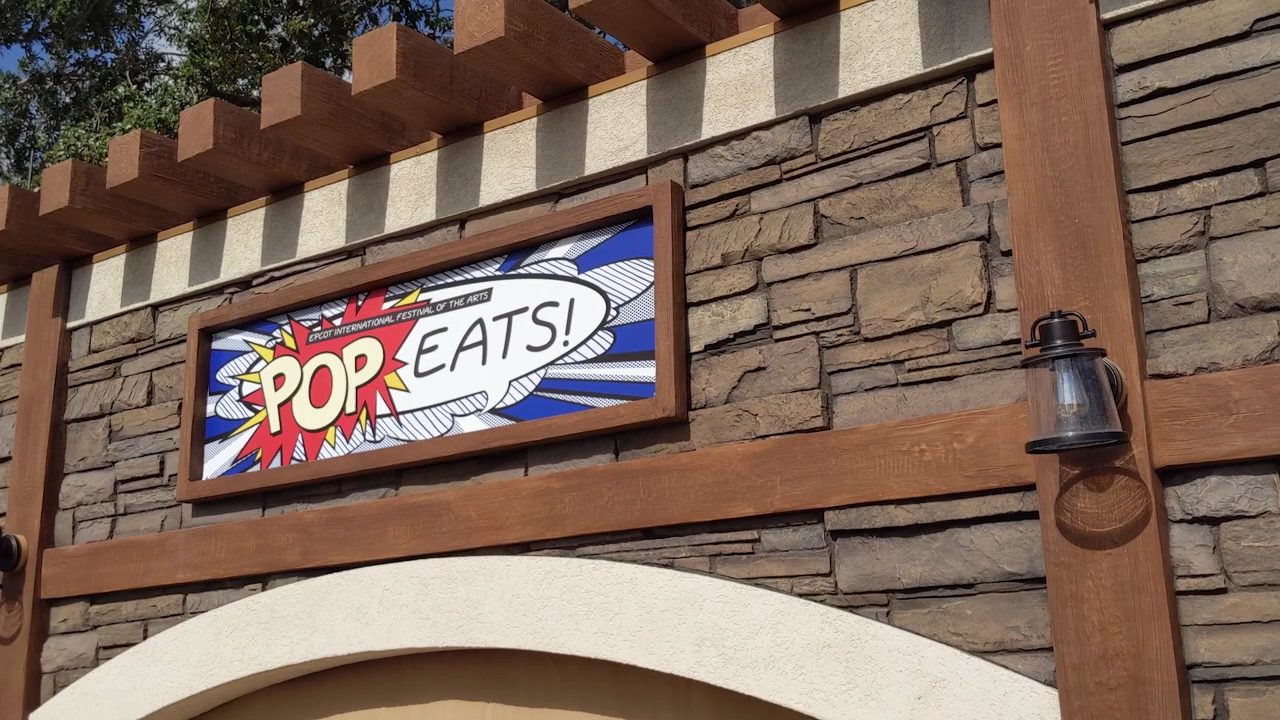 EPCOT INTERNATIONAL FESTIVAL OF THE ARTS
POP EATS!